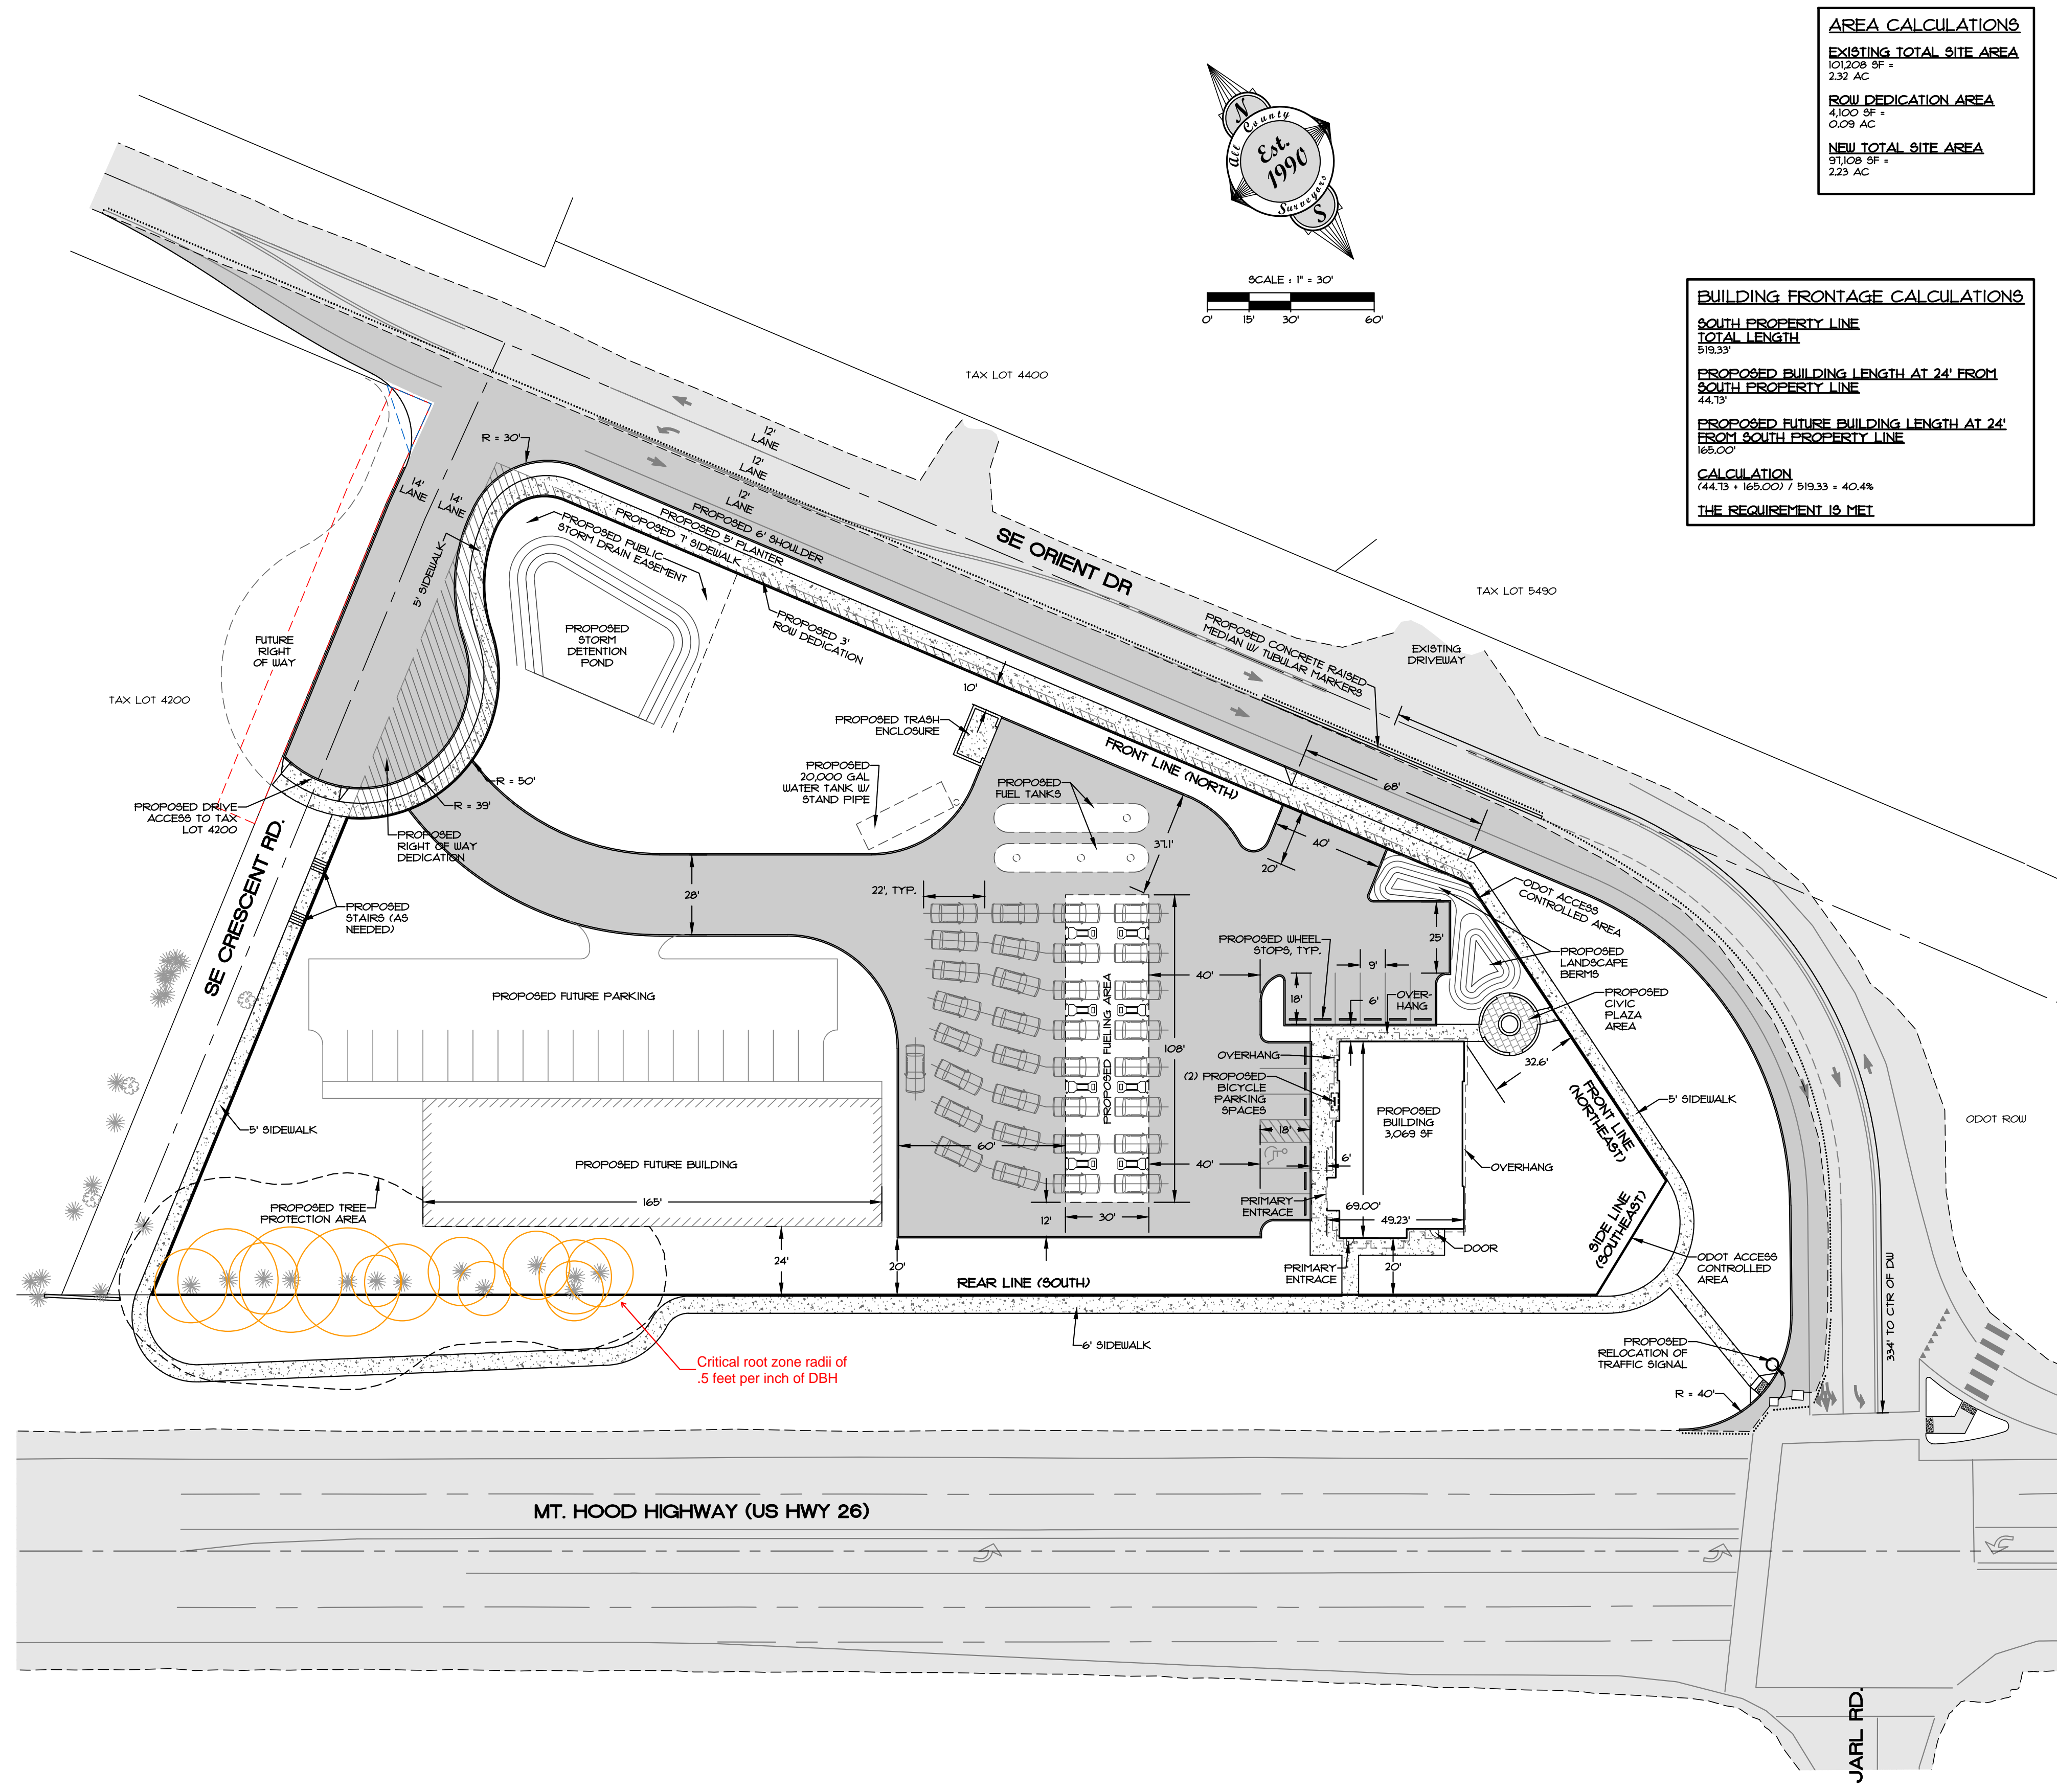 AREA CALCULATIONS
EXISTING TOTAL SITE AREA
101,208 SF =
2.32 AC
ROW DEDICATION AREA
4,100 SF =
0.09 AC
NEW TOTAL SITE AREA
97,108 SF =
2.23 AC
N
All County
Est.
1990
Surveyors
S
SCALE : 1" = 30'
0' 15' 30' 60'
BUILDING FRONTAGE CALCULATIONS
SOUTH PROPERTY LINE
TOTAL LENGTH
519.33'
PROPOSED BUILDING LENGTH AT 24' FROM
SOUTH PROPERTY LINE
44.73'
PROPOSED FUTURE BUILDING LENGTH AT 24'
FROM SOUTH PROPERTY LINE
165.00'
CALCULATION
(44.73 + 165.00) / 519.33 = 40.4%
THE REQUIREMENT IS MET
TAX LOT 4400
R = 30'
12'
LANE
12'
LANE
12'
LANE
14'
LANE
14'
LANE
PROPOSED 6' SHOULDER
PROPOSED 5' PLANTER
PROPOSED 7' SIDEWALK
PROPOSED PUBLIC
STORM DRAIN EASEMENT
5' SIDEWALK
SE ORIENT DR
TAX LOT 5490
PROPOSED CONCRETE RAISED
MEDIAN W/ TUBULAR MARKERS
EXISTING
DRIVEWAY
PROPOSED 3'
ROW DEDICATION
PROPOSED
STORM
DETENTION
POND
FUTURE
RIGHT
OF WAY
TAX LOT 4200
10'
PROPOSED TRASH
ENCLOSURE
FRONT LINE (NORTH)
68'
PROPOSED
20,000 GAL
WATER TANK W/
STAND PIPE
PROPOSED
FUEL TANKS
R = 50'
R = 39'
PROPOSED DRIVE
ACCESS TO TAX
LOT 4200
PROPOSED
RIGHT OF WAY
DEDICATION
37.1'
40'
20'
SE CRESCENT RD.
28'
22', TYP.
PROPOSED
STAIRS (AS
NEEDED)
ODOT ACCESS
CONTROLLED AREA
PROPOSED WHEEL
STOPS, TYP.
25'
PROPOSED
LANDSCAPE
BERMS
9'
40'
18'
6'
OVER-
HANG
PROPOSED
CIVIC
PLAZA
AREA
PROPOSED FUTURE PARKING
PROPOSED FUELING AREA
108'
OVERHANG
32.6'
(2) PROPOSED
BICYCLE
PARKING
SPACES
PROPOSED
BUILDING
3,069 SF
FRONT LINE
(NORTHEAST)
5' SIDEWALK
ODOT ROW
5' SIDEWALK
60'
18'
40'
6'
OVERHANG
PROPOSED FUTURE BUILDING
165'
PROPOSED TREE
PROTECTION AREA
PRIMARY
ENTRACE
69.00'
49.23'
SIDE LINE
(SOUTHEAST)
12'
30'
DOOR
24'
20'
PRIMARY
ENTRACE
20'
ODOT ACCESS
CONTROLLED
AREA
REAR LINE (SOUTH)
334' TO CTR OF DW
6' SIDEWALK
PROPOSED
RELOCATION OF
TRAFFIC SIGNAL
Critical root zone radii of
.5 feet per inch of DBH
R = 40'
MT. HOOD HIGHWAY (US HWY 26)
JARL RD.